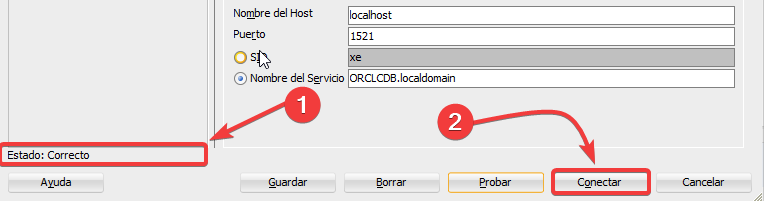 Nombre del Host localhost
Puerto 1521
xe
Nombre del Servicio ORCLCDB.localdomain
1
2
Estado: Correcto
Ayuda Guardar Borrar Probar Conectar Cancelar